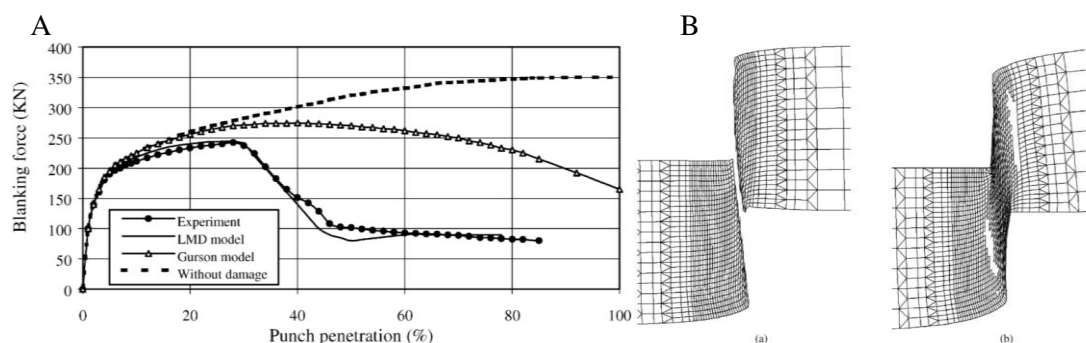 A
B
Blanking force (KN)
400
350
300
250
200
150
100
50
0
Experiment
LMD model
Gurson model
Without damage
0 20 40 60 80 100
Punch penetration (%)
(a) (b)